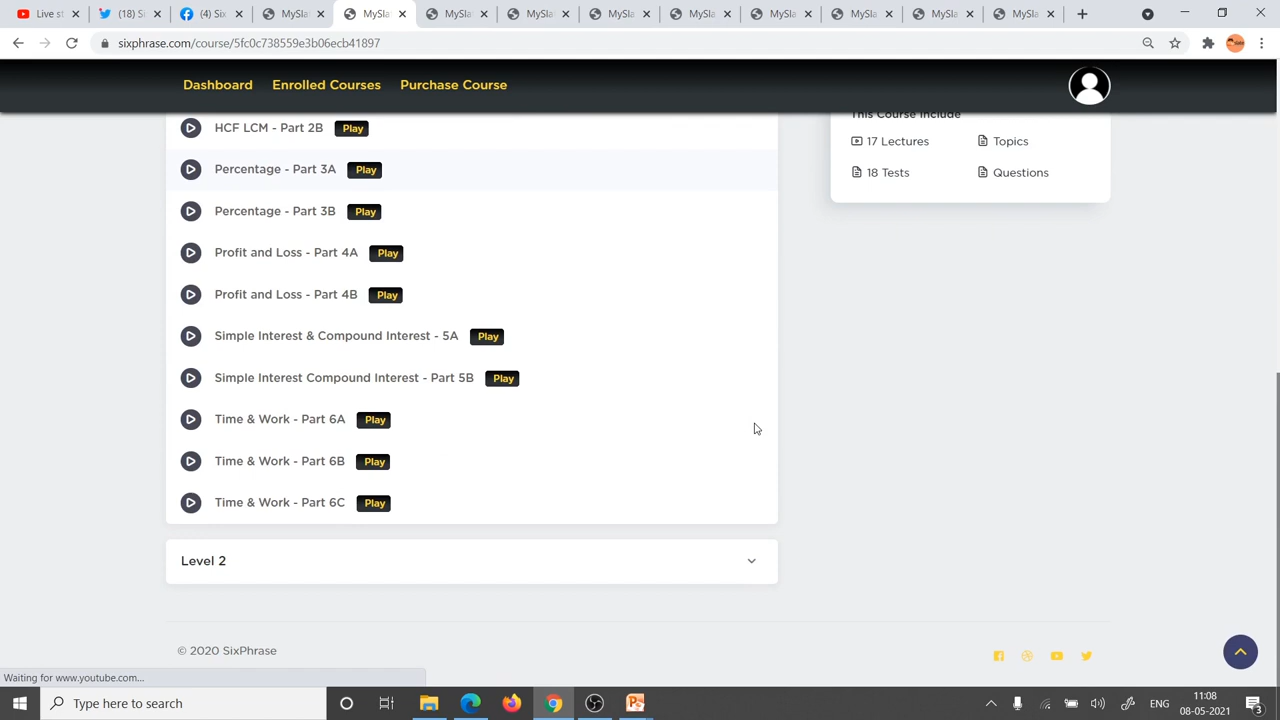 Live st
(18) Si
(4) Six
MySla
MySla
MySla
MySla
MySla
MySla
MySla
MySla
MySla
MySla
sixphrase.com/course/5fc0c738559e3b06ecb41897
Dashboard
Enrolled Courses
Purchase Course
This Course Include
HCF LCM - Part 2B
Play
17 Lectures
Topics
Percentage - Part 3A
Play
18 Tests
Questions
Percentage - Part 3B
Play
Profit and Loss - Part 4A
Play
Profit and Loss - Part 4B
Play
Simple Interest & Compound Interest - 5A
Play
Simple Interest Compound Interest - Part 5B
Play
Time & Work - Part 6A
Play
Time & Work - Part 6B
Play
Time & Work - Part 6C
Play
Level 2
© 2020 SixPhrase
Waiting for www.youtube.com...
Type here to search
ENG
11:08
08-05-2021
3